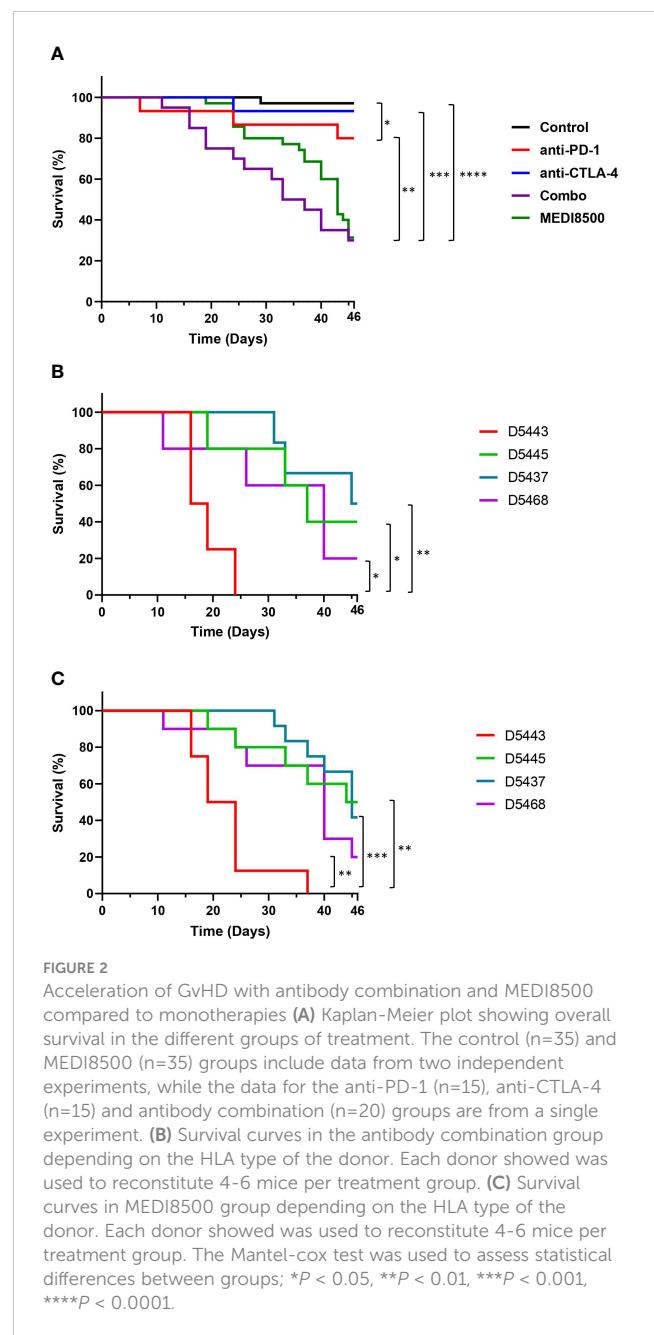 A
100
80
60
40
20
0
Survival (%)
0 10 20 30 40 46
Time (Days)
Control
anti-PD-1
anti-CTLA-4
Combo
MEDI8500
* ** *** ****
B
100
80
60
40
20
0
Survival (%)
0 10 20 30 40 46
Time (Days)
D5443
D5445
D5437
D5468
* * **
C
100
80
60
40
20
0
Survival (%)
0 10 20 30 40 46
Time (Days)
D5443
D5445
D5437
D5468
** *** **
FIGURE 2
Acceleration of GvHD with antibody combination and MEDI8500
compared to monotherapies (A) Kaplan-Meier plot showing overall
survival in the different groups of treatment. The control (n=35) and
MEDI8500 (n=35) groups include data from two independent
experiments, while the data for the anti-PD-1 (n=15), anti-CTLA-4
(n=15) and antibody combination (n=20) groups are from a single
experiment. (B) Survival curves in the antibody combination group
depending on the HLA type of the donor. Each donor showed was
used to reconstitute 4-6 mice per treatment group. (C) Survival
curves in MEDI8500 group depending on the HLA type of the
donor. Each donor showed was used to reconstitute 4-6 mice per
treatment group. The Mantel-cox test was used to assess statistical
differences between groups; *P < 0.05, **P < 0.01, ***P < 0.001,
****P < 0.0001.